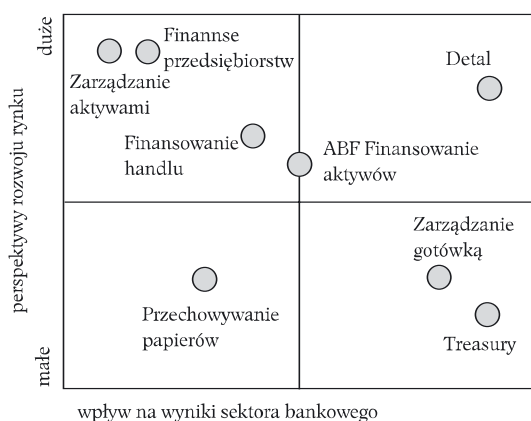 duże
Finannse
przedsiębiorstw
Zarządzanie
aktywami
Detal
Finansowanie
handlu
ABF Finansowanie
aktywów
perspektywy rozwoju rynku
Zarządzanie
gotówką
Przechowywanie
papierów
Treasury
małe
wpływ na wyniki sektora bankowego